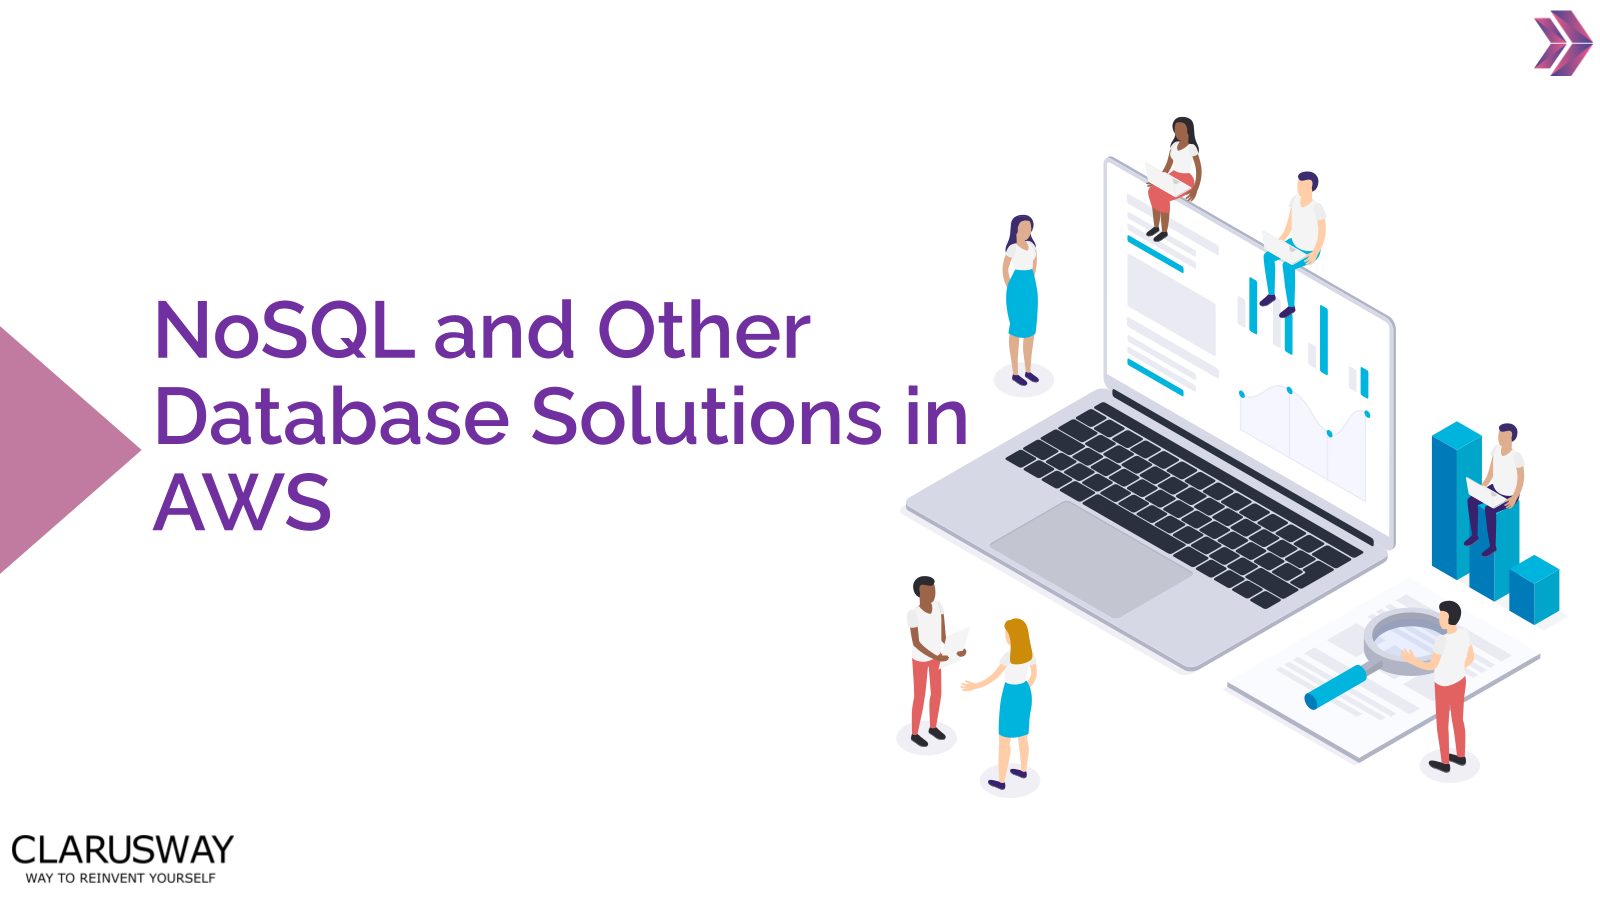 NoSQL and Other
Database Solutions in
AWS
CLARUSWAY
WAY TO REINVENT YOURSELF